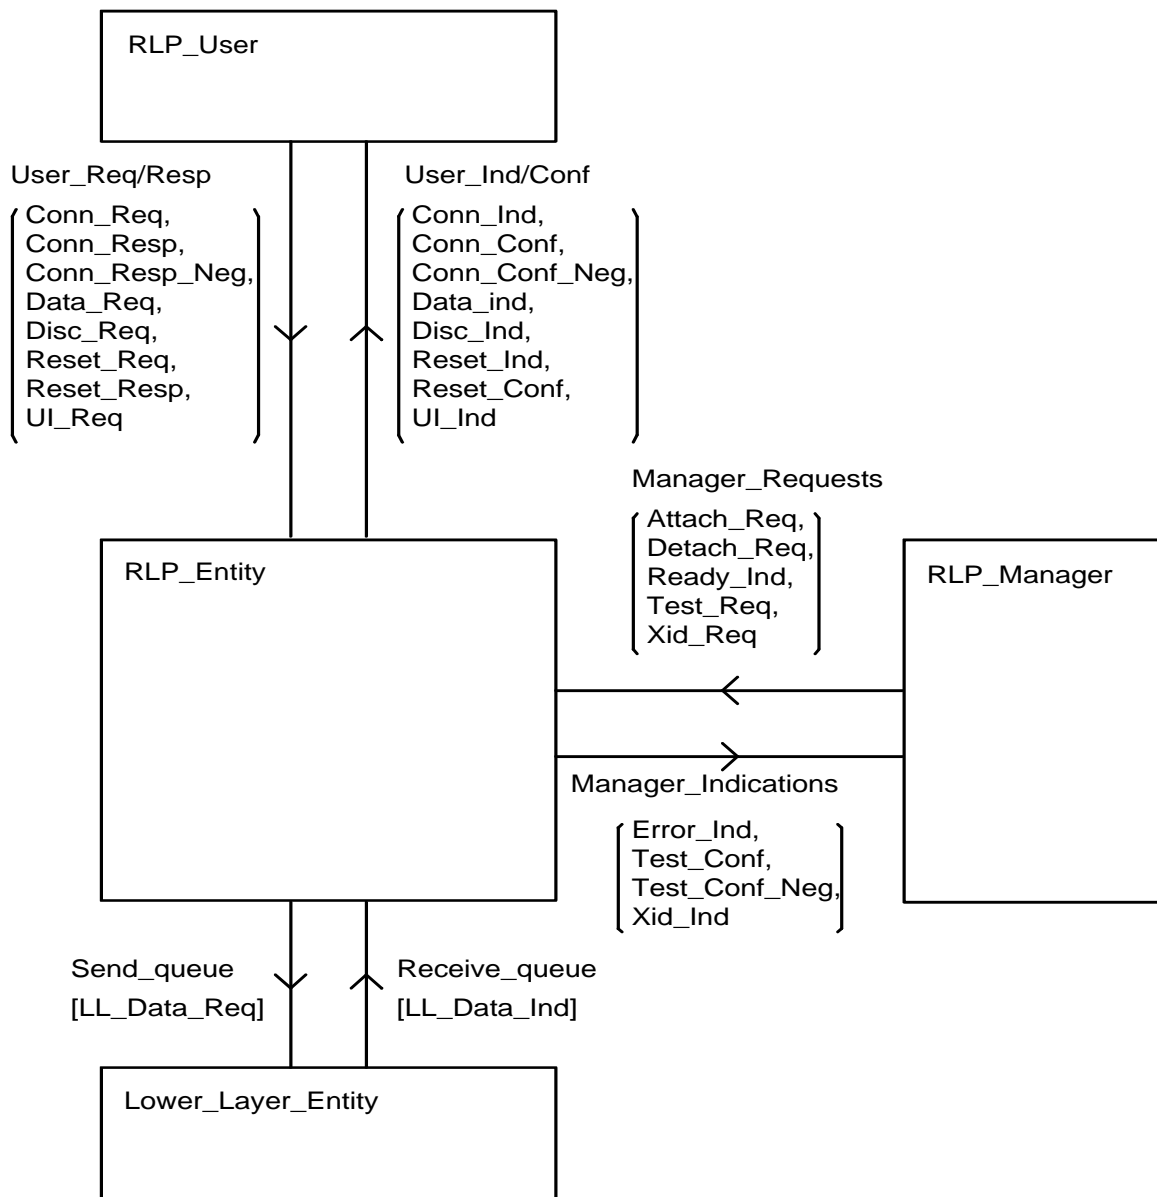 RLP_User
User_Req/Resp
Conn_Req,
Conn_Resp,
Conn_Resp_Neg,
Data_Req,
Disc_Req,
Reset_Req,
Reset_Resp,
UI_Req
User_Ind/Conf
Conn_Ind,
Conn_Conf,
Conn_Conf_Neg,
Data_ind,
Disc_Ind,
Reset_Ind,
Reset_Conf,
UI_Ind
Manager_Requests
Attach_Req,
Detach_Req,
Ready_Ind,
Test_Req,
Xid_Req
RLP_Entity
RLP_Manager
Manager_Indications
Error_Ind,
Test_Conf,
Test_Conf_Neg,
Xid_Ind
Send_queue
[LL_Data_Req]
Receive_queue
[LL_Data_Ind]
Lower_Layer_Entity